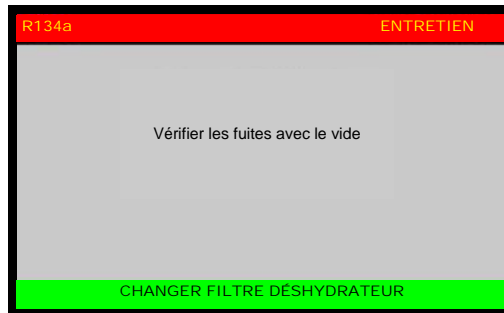 R134a ENTRETIEN
Vérifier les fuites avec le vide
CHANGER FILTRE DÉSHYDRATEUR